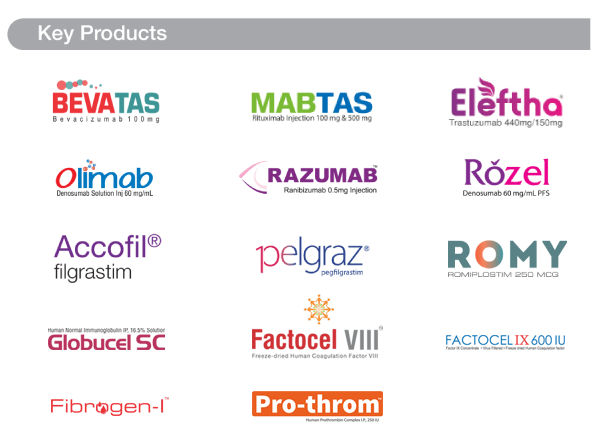 Key Products
BEVATAS
Bevacizumab 100mg
MABTAS
Rituximab Injection 100 mg & 500 mg
Eleftha®
Trastuzumab 440mg/150mg
Olimab
Denosumab Solution Inj 60 mg/mL
RAZUMAB™
Ranibizumab 0.5mg Injection
Rŏzel
Denosumab 60 mg/mL PFS
Accofil®
filgrastim
pelgraz®
pegfilgrastim
ROMY
ROMIPLOSTIM 250 MCG
Human Normal Immunoglobulin IP, 16.5% Solution
Globucel SC
Factocel VIII®
Freeze-dried Human Coagulation Factor VIII
FACTOCEL IX 600 IU
Factor IX Concentrate • Virus Filtered • Freeze dried Human Coagulation factor
Fibrogen-I™
Pro-throm™
Human Prothrombin Complex I.P. 250 IU